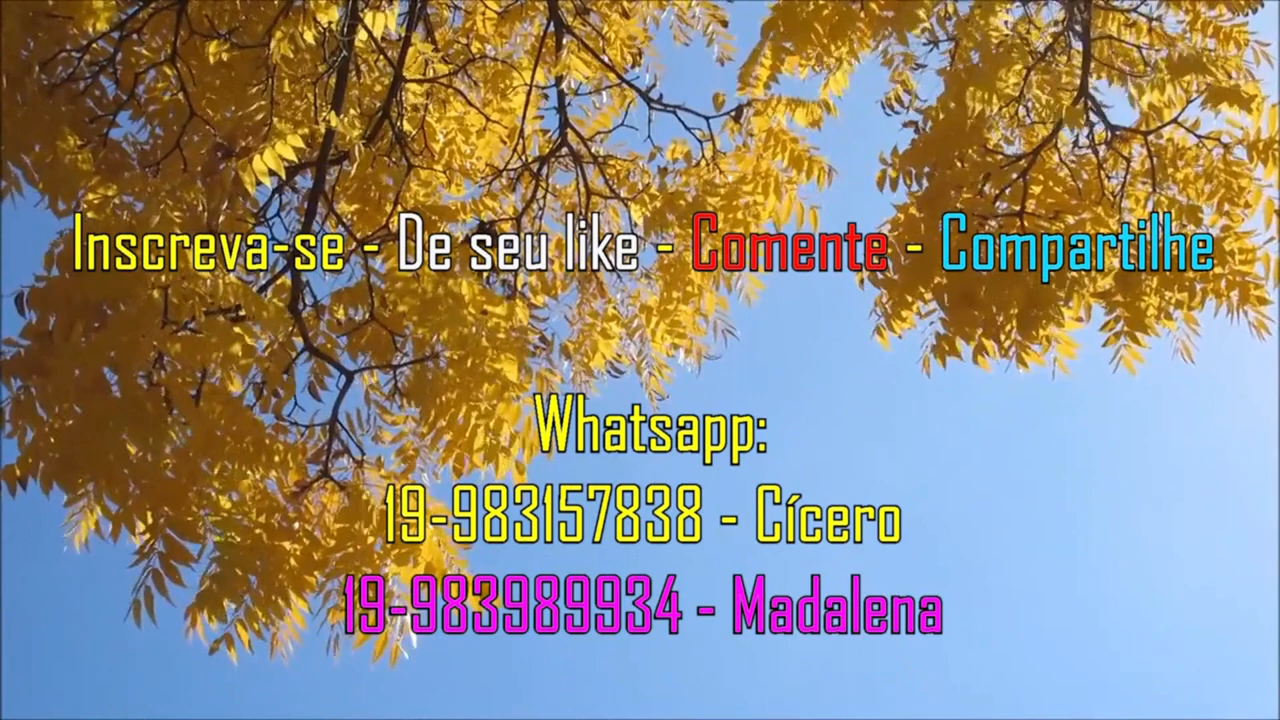 Inscreva-se - De seu like - Comente - Compartilhe
Whatsapp:
19-983157838 - Cícero
19-983989934 - Madalena